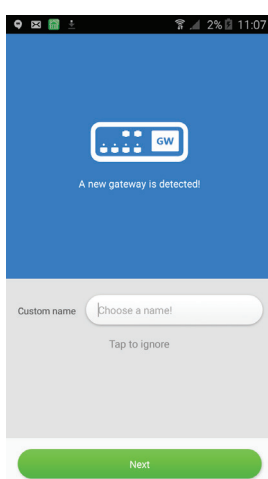 2% 11:07
GW
A new gateway is detected!
Custom name Choose a name!
Tap to ignore
Next